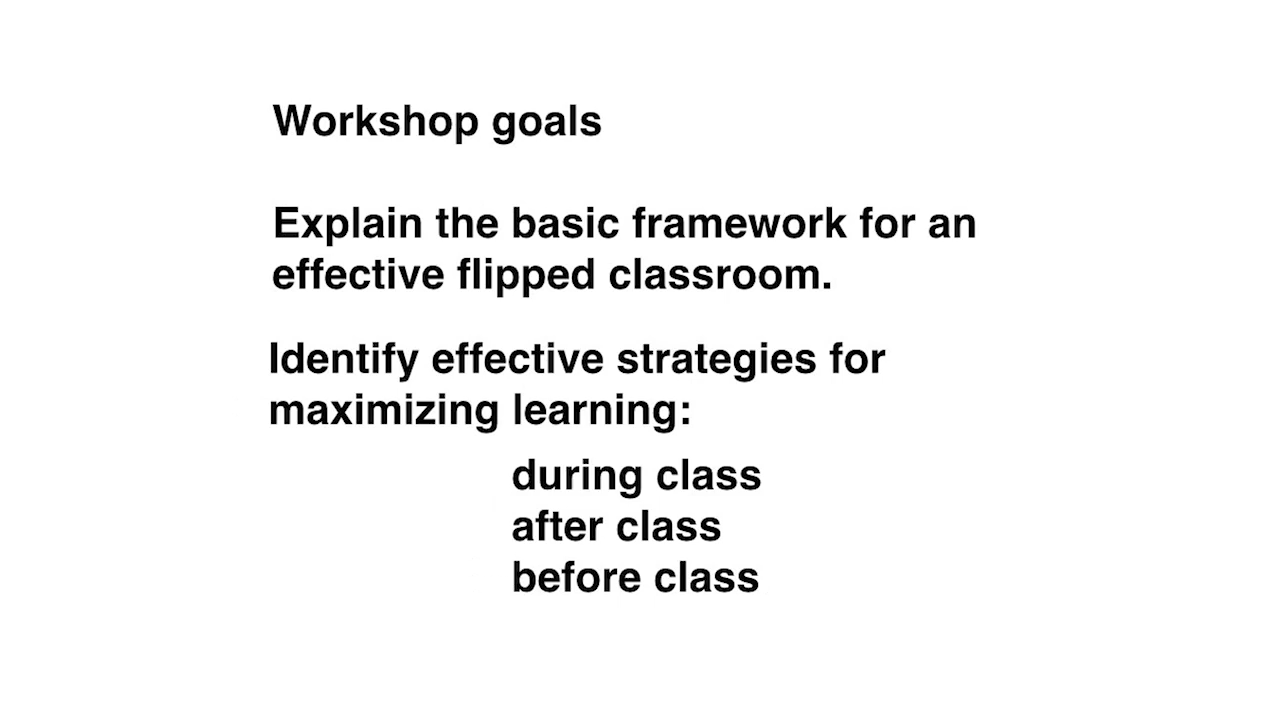 Workshop goals
Explain the basic framework for an
effective flipped classroom.
Identify effective strategies for
maximizing learning:
during class
after class
before class